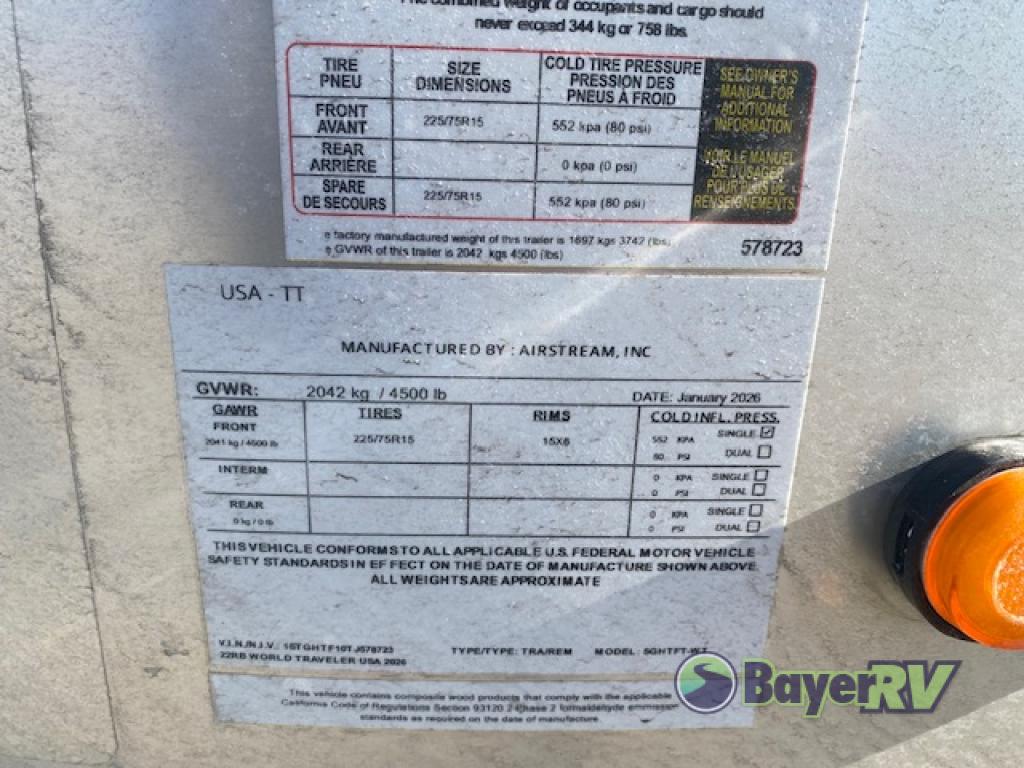 The combined weight of occupants and cargo should
never exceed 344 kg or 758 lbs.
TIRE SIZE COLD TIRE PRESSURE SEE OWNER'S
PNEU DIMENSIONS PRESSION DES MANUAL FOR
PNEUS À FROID ADDITIONAL
FRONT 225/75R15 552 kpa (80 psi) INFORMATION
AVANT
REAR 0 kpa (0 psi) VOIR LE MANUEL
ARRIÈRE DE L'USAGER
SPARE 225/75R15 552 kpa (80 psi) POUR PLUS DE
DE SECOURS RENSEIGNEMENTS
e factory manufactured weight of this trailer is 1697 kgs 3742 (lbs)
e GVWR of this trailer is 2042 kgs 4500 (lbs)
578723
USA - TT
MANUFACTURED BY : AIRSTREAM, INC
GVWR: 2042 kg / 4500 lb DATE: January 2026
GAWR TIRES RIMS COLD INFL. PRESS.
FRONT 225/75R15 15X6 552 KPA SINGLE
2041 kg / 4500 lb 80 PSI DUAL
INTERM 0 KPA SINGLE
0 PSI DUAL
REAR 0 KPA SINGLE
0 kg / 0 lb 0 PSI DUAL
THIS VEHICLE CONFORMS TO ALL APPLICABLE U.S. FEDERAL MOTOR VEHICLE
SAFETY STANDARDS IN EFFECT ON THE DATE OF MANUFACTURE SHOWN ABOVE.
ALL WEIGHTS ARE APPROXIMATE
V.I.N./N.I.V.: TYPE/TYPE: TRA/REM MODEL:
22RB WORLD TRAVELER USA 2026
This vehicle contains composite wood products that comply with the applicable
California Code of Regulations Section 93120.2 - Phase 2 formaldehyde emission
standards as required on the date of manufacture.
BayerRV